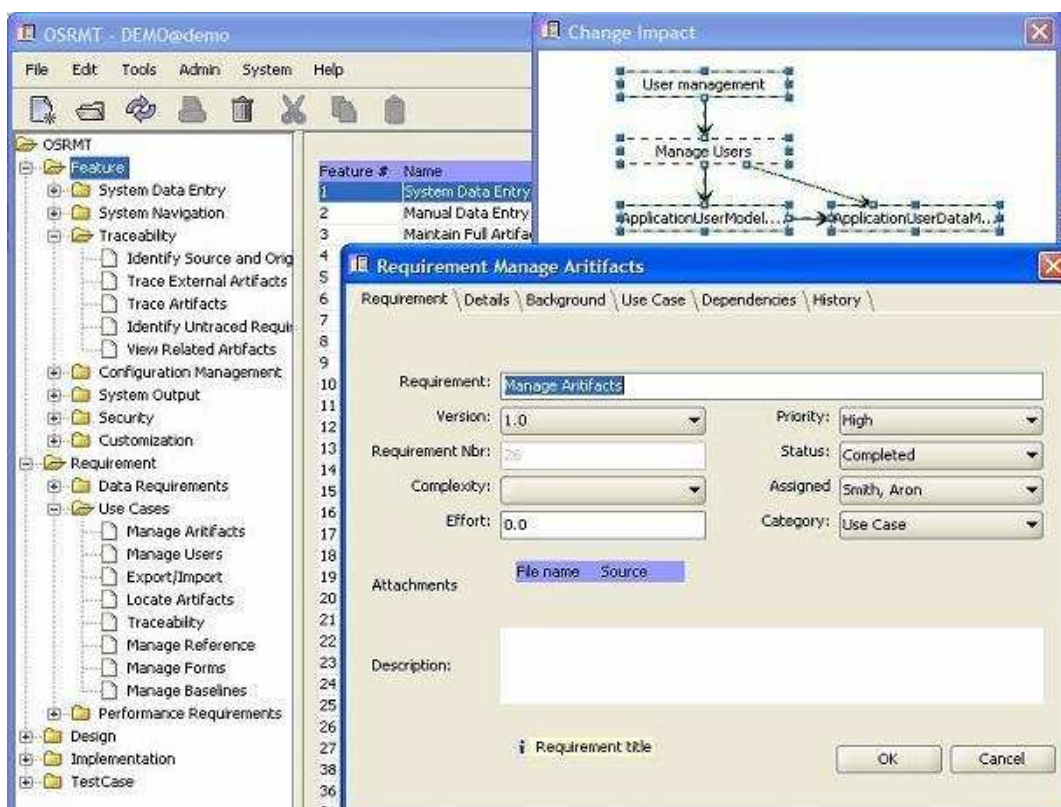 OSRMT - DEMO@demo
File Edit Tools Admin System Help
OSRMT
Feature
System Data Entry
System Navigation
Traceability
Identify Source and Orig
Trace External Artifacts
Trace Artifacts
Identify Untraced Requir
View Related Artifacts
Configuration Management
System Output
Security
Customization
Requirement
Data Requirements
Use Cases
Manage Aritifacts
Manage Users
Export/Import
Locate Artifacts
Traceability
Manage Reference
Manage Forms
Manage Baselines
Performance Requirements
Design
Implementation
TestCase
Feature # Name
1 System Data Entry
2 Manual Data Entry
3 Maintain Full Artifa
4
5
6
7
8
9
10
11
12
13
14
15
16
17
18
19
20
21
22
23
24
25
26
27
38
36
Change Impact
User management
Manage Users
ApplicationUserModel... ApplicationUserDataM...
Requirement Manage Aritifacts
Requirement Details Background Use Case Dependencies History
Requirement: Manage Aritifacts
Version: 1.0 Priority: High
Requirement Nbr: 26 Status: Completed
Complexity: Assigned Smith, Aron
Effort: 0.0 Category: Use Case
Attachments File name Source
Description:
Requirement title
OK Cancel